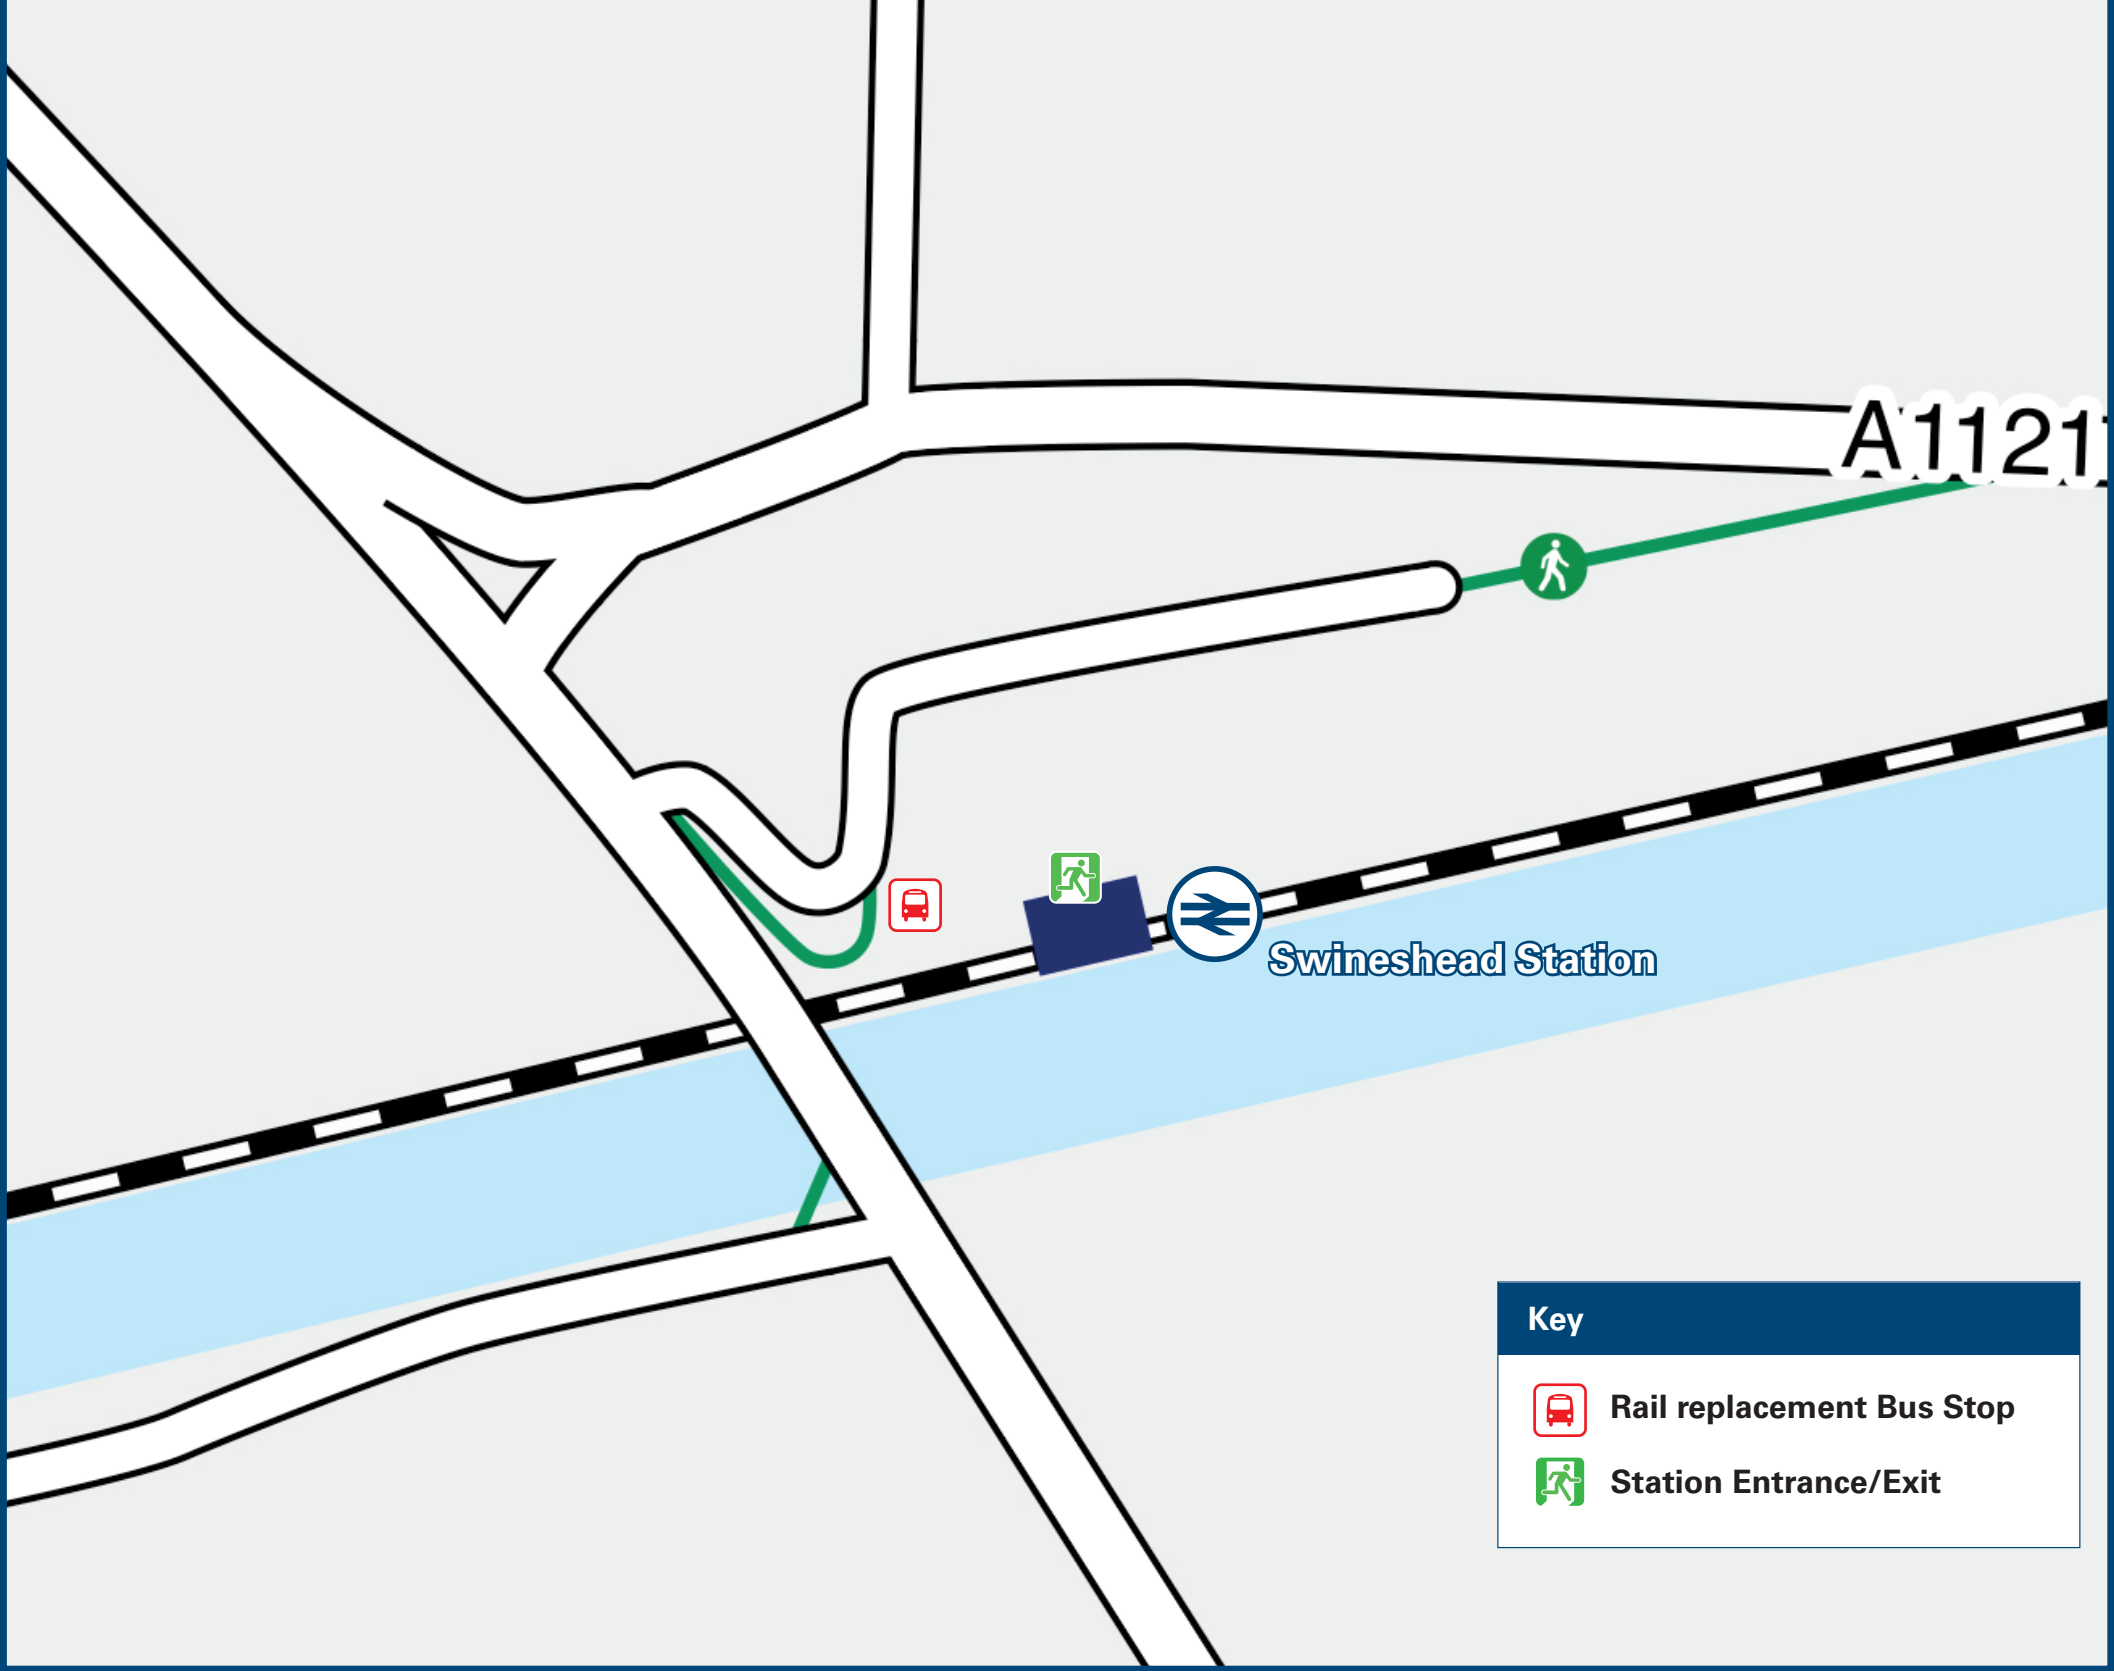 A1121
Swineshead Station
Key
Rail replacement Bus Stop
Station Entrance/Exit